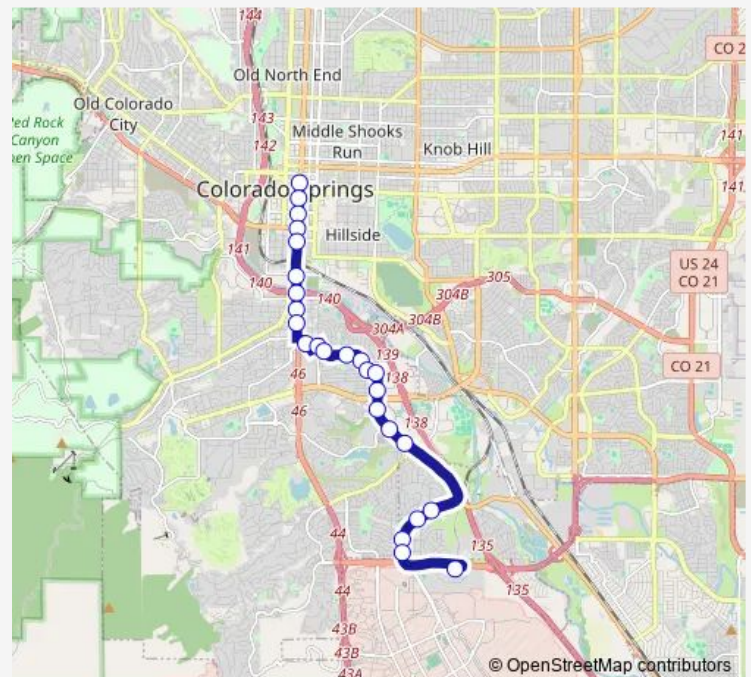 144
CO 2
Old North End
Old Colorado
City
143
Red Rock
Canyon
Open Space
Middle Shooks
Run
142
Knob Hill
141
141
Colorado Springs
Hillside
141
US 24
CO 21
305
140
304B
140
304B
304A
139
CO 21
46
138
46
138
44
135
44
135
43B
43B
43A
© OpenStreetMap contributors